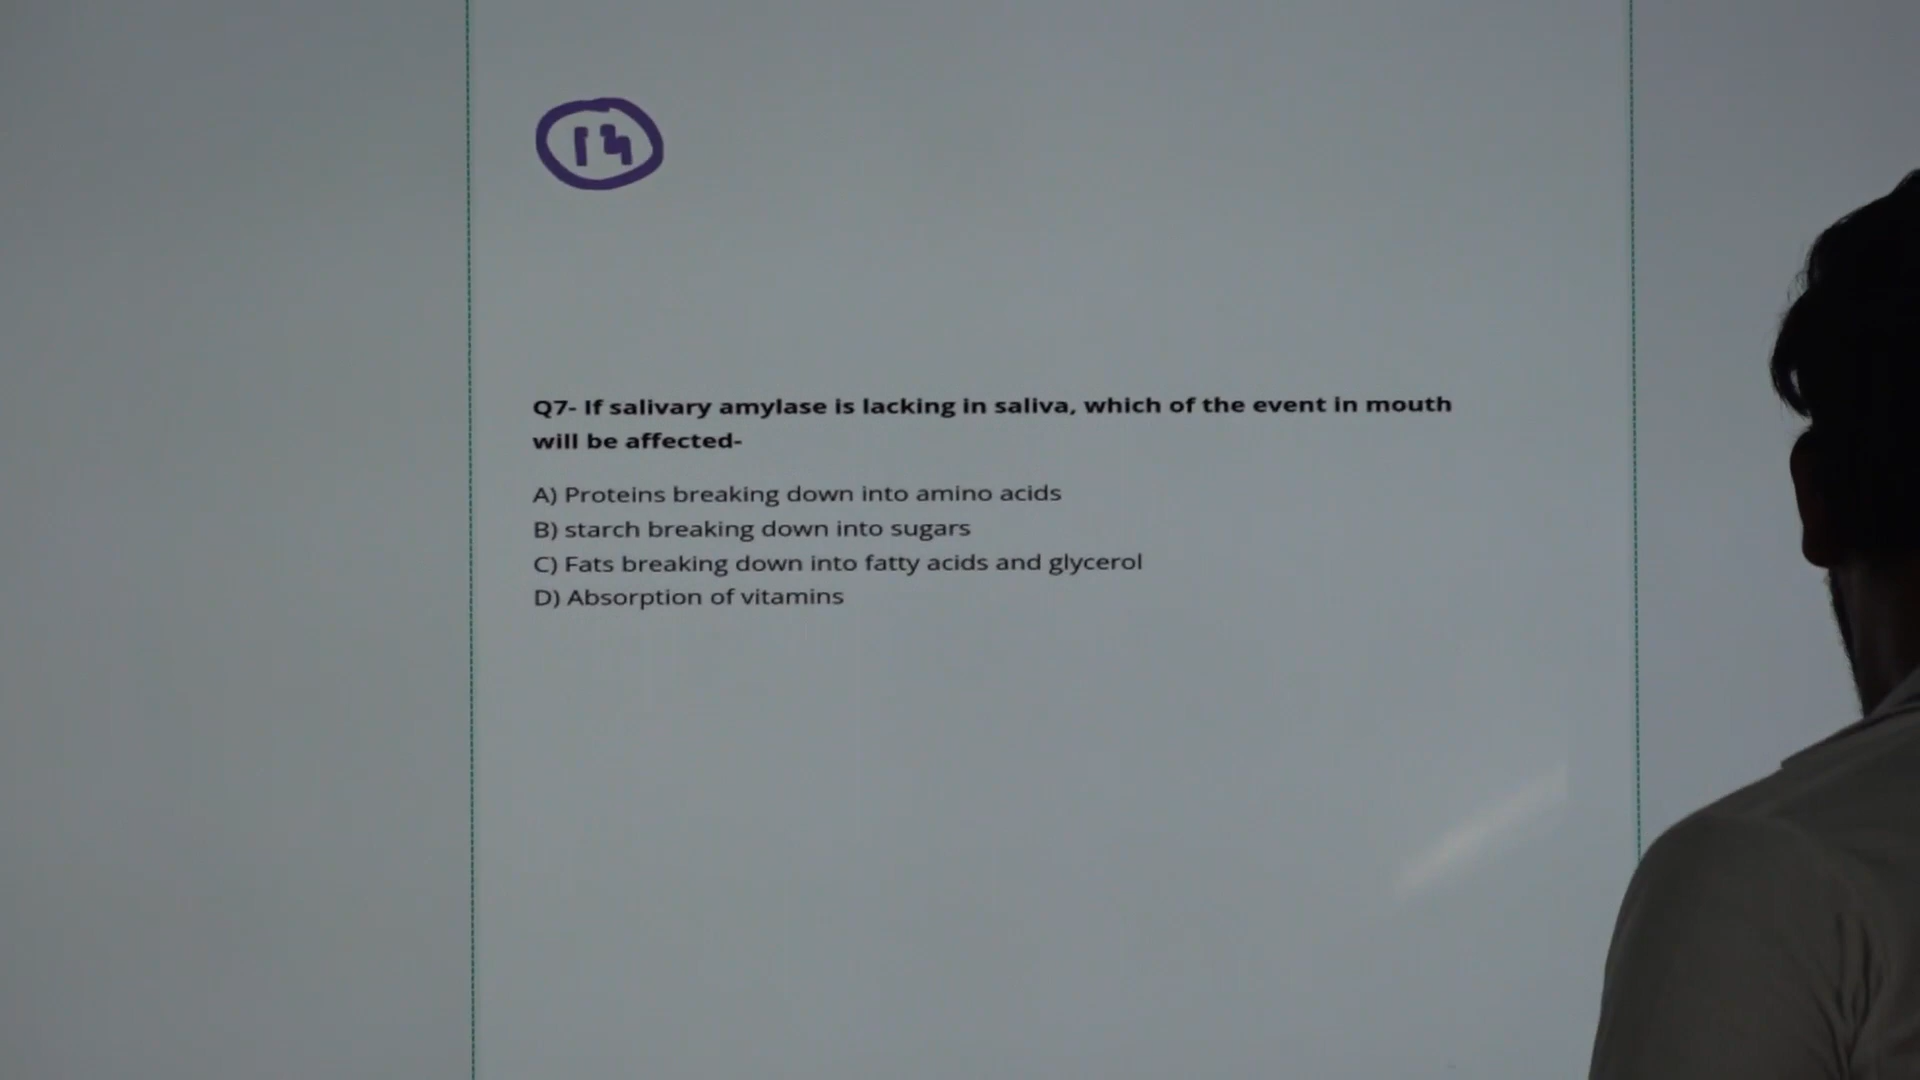 14
Q7- If salivary amylase is lacking in saliva, which of the event in mouth
will be affected-
A) Proteins breaking down into amino acids
B) starch breaking down into sugars
C) Fats breaking down into fatty acids and glycerol
D) Absorption of vitamins